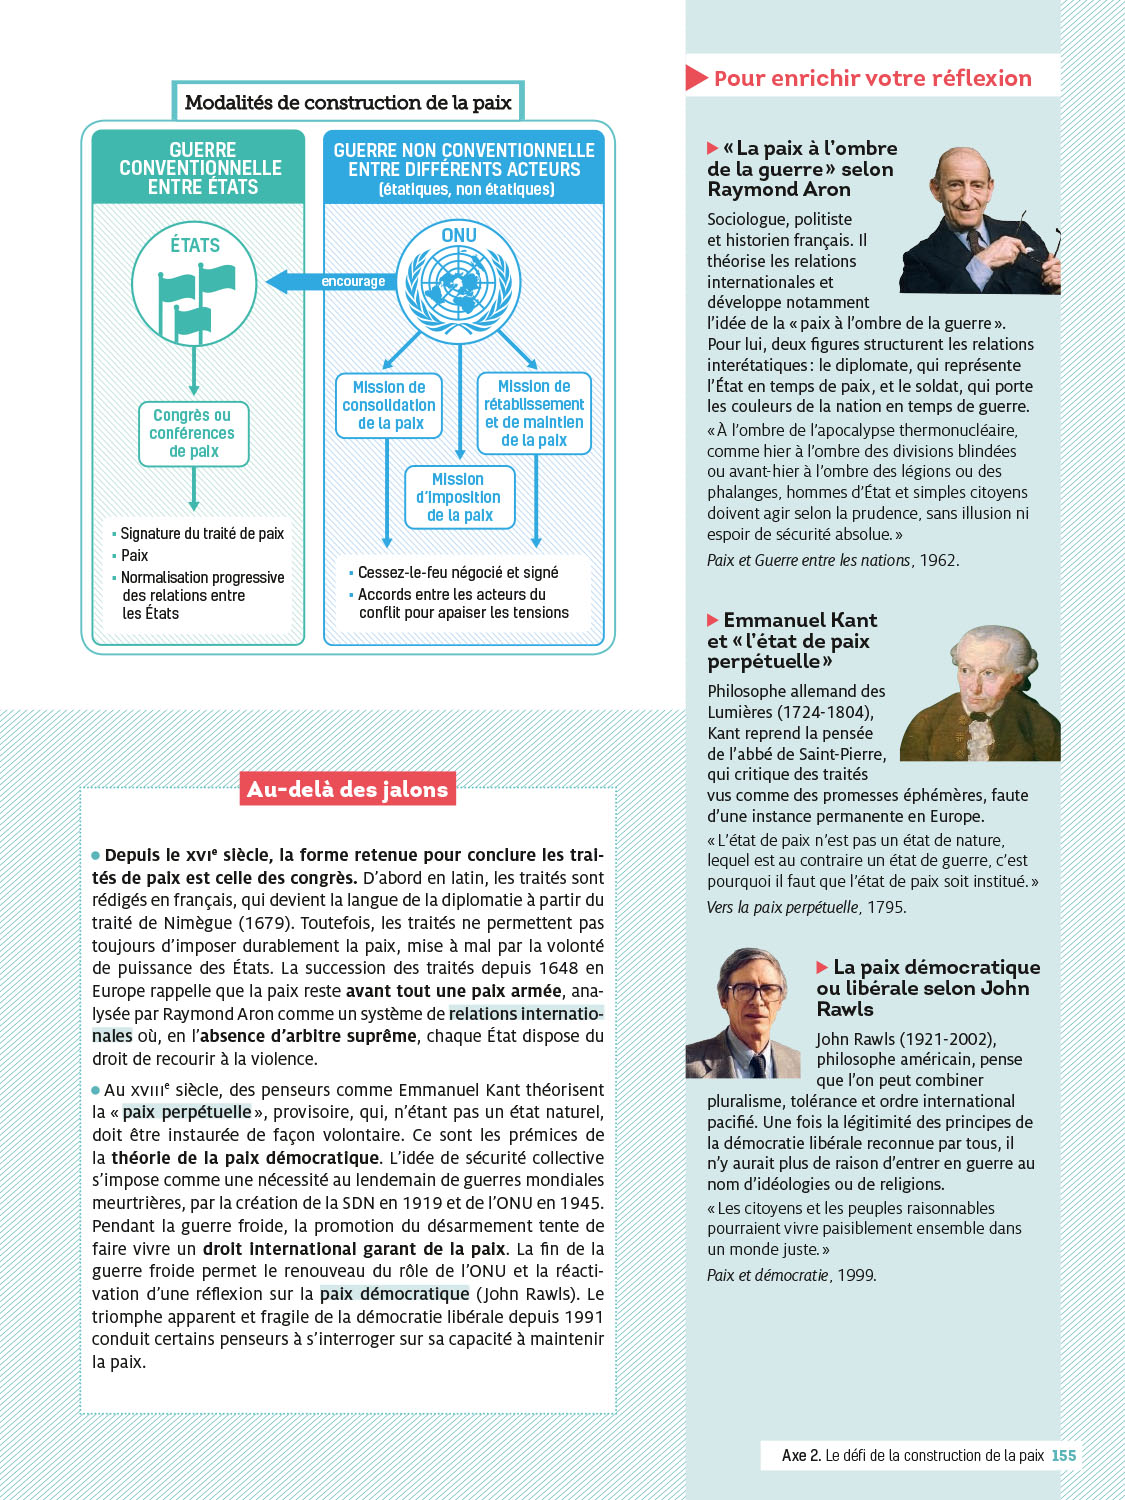 Modalités de construction de la paix
GUERRE
CONVENTIONNELLE
ENTRE ÉTATS
ÉTATS
Congrès ou
conférences
de paix
▪ Signature du traité de paix
▪ Paix
▪ Normalisation progressive
des relations entre
les États
GUERRE NON CONVENTIONNELLE
ENTRE DIFFÉRENTS ACTEURS
(étatiques, non étatiques)
ONU
encourage
Mission de
consolidation
de la paix
Mission
d’imposition
de la paix
Mission de
rétablissement
et de maintien
de la paix
▪ Cessez-le-feu négocié et signé
▪ Accords entre les acteurs du
conflit pour apaiser les tensions
Au-delà des jalons
● Depuis le XVIe siècle, la forme retenue pour conclure les trai-
tés de paix est celle des congrès. D’abord en latin, les traités sont
rédigés en français, qui devient la langue de la diplomatie à partir du
traité de Nimègue (1679). Toutefois, les traités ne permettent pas
toujours d’imposer durablement la paix, mise à mal par la volonté
de puissance des États. La succession des traités depuis 1648 en
Europe rappelle que la paix reste avant tout une paix armée, ana-
lysée par Raymond Aron comme un système de relations internatio-
nales où, en l’absence d’arbitre suprême, chaque État dispose du
droit de recourir à la violence.
● Au XVIIIe siècle, des penseurs comme Emmanuel Kant théorisent
la « paix perpétuelle », provisoire, qui, n’étant pas un état naturel,
doit être instaurée de façon volontaire. Ce sont les prémices de
la théorie de la paix démocratique. L’idée de sécurité collective
s’impose comme une nécessité au lendemain de guerres mondiales
meurtrières, par la création de la SDN en 1919 et de l’ONU en 1945.
Pendant la guerre froide, la promotion du désarmement tente de
faire vivre un droit international garant de la paix. La fin de la
guerre froide permet le renouveau du rôle de l’ONU et la réacti-
vation d’une réflexion sur la paix démocratique (John Rawls). Le
triomphe apparent et fragile de la démocratie libérale depuis 1991
conduit certains penseurs à s’interroger sur sa capacité à maintenir
la paix.
Pour enrichir votre réflexion
« La paix à l’ombre
de la guerre » selon
Raymond Aron
Sociologue, politiste
et historien français. Il
théorise les relations
internationales et
développe notamment
l’idée de la « paix à l’ombre de la guerre ».
Pour lui, deux figures structurent les relations
interétatiques : le diplomate, qui représente
l’État en temps de paix, et le soldat, qui porte
les couleurs de la nation en temps de guerre.
« À l’ombre de l’apocalypse thermonucléaire,
comme hier à l’ombre des divisions blindées
ou avant-hier à l’ombre des légions ou des
phalanges, hommes d’État et simples citoyens
doivent agir selon la prudence, sans illusion ni
espoir de sécurité absolue. »
Paix et Guerre entre les nations, 1962.
Emmanuel Kant
et « l’état de paix
perpétuelle »
Philosophe allemand des
Lumières (1724-1804),
Kant reprend la pensée
de l’abbé de Saint-Pierre,
qui critique des traités
vus comme des promesses éphémères, faute
d’une instance permanente en Europe.
« L’état de paix n’est pas un état de nature,
lequel est au contraire un état de guerre, c’est
pourquoi il faut que l’état de paix soit institué. »
Vers la paix perpétuelle, 1795.
La paix démocratique
ou libérale selon John
Rawls
John Rawls (1921-2002),
philosophe américain, pense
que l’on peut combiner
pluralisme, tolérance et ordre international
pacifié. Une fois la légitimité des principes de
la démocratie libérale reconnue par tous, il
n’y aurait plus de raison d’entrer en guerre au
nom d’idéologies ou de religions.
« Les citoyens et les peuples raisonnables
pourraient vivre paisiblement ensemble dans
un monde juste. »
Paix et démocratie, 1999.
Axe 2. Le défi de la construction de la paix 155